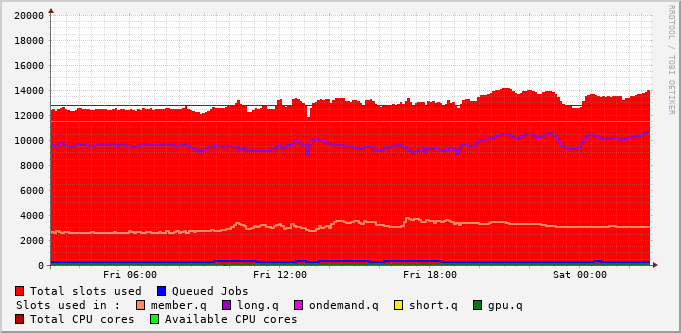 RRDTOOL / TOBI OETIKER
20000
18000
16000
14000
12000
10000
8000
6000
4000
2000
0
Fri 06:00 Fri 12:00 Fri 18:00 Sat 00:00
Total slots used Queued Jobs
Slots used in : member.q long.q ondemand.q short.q gpu.q
Total CPU cores Available CPU cores